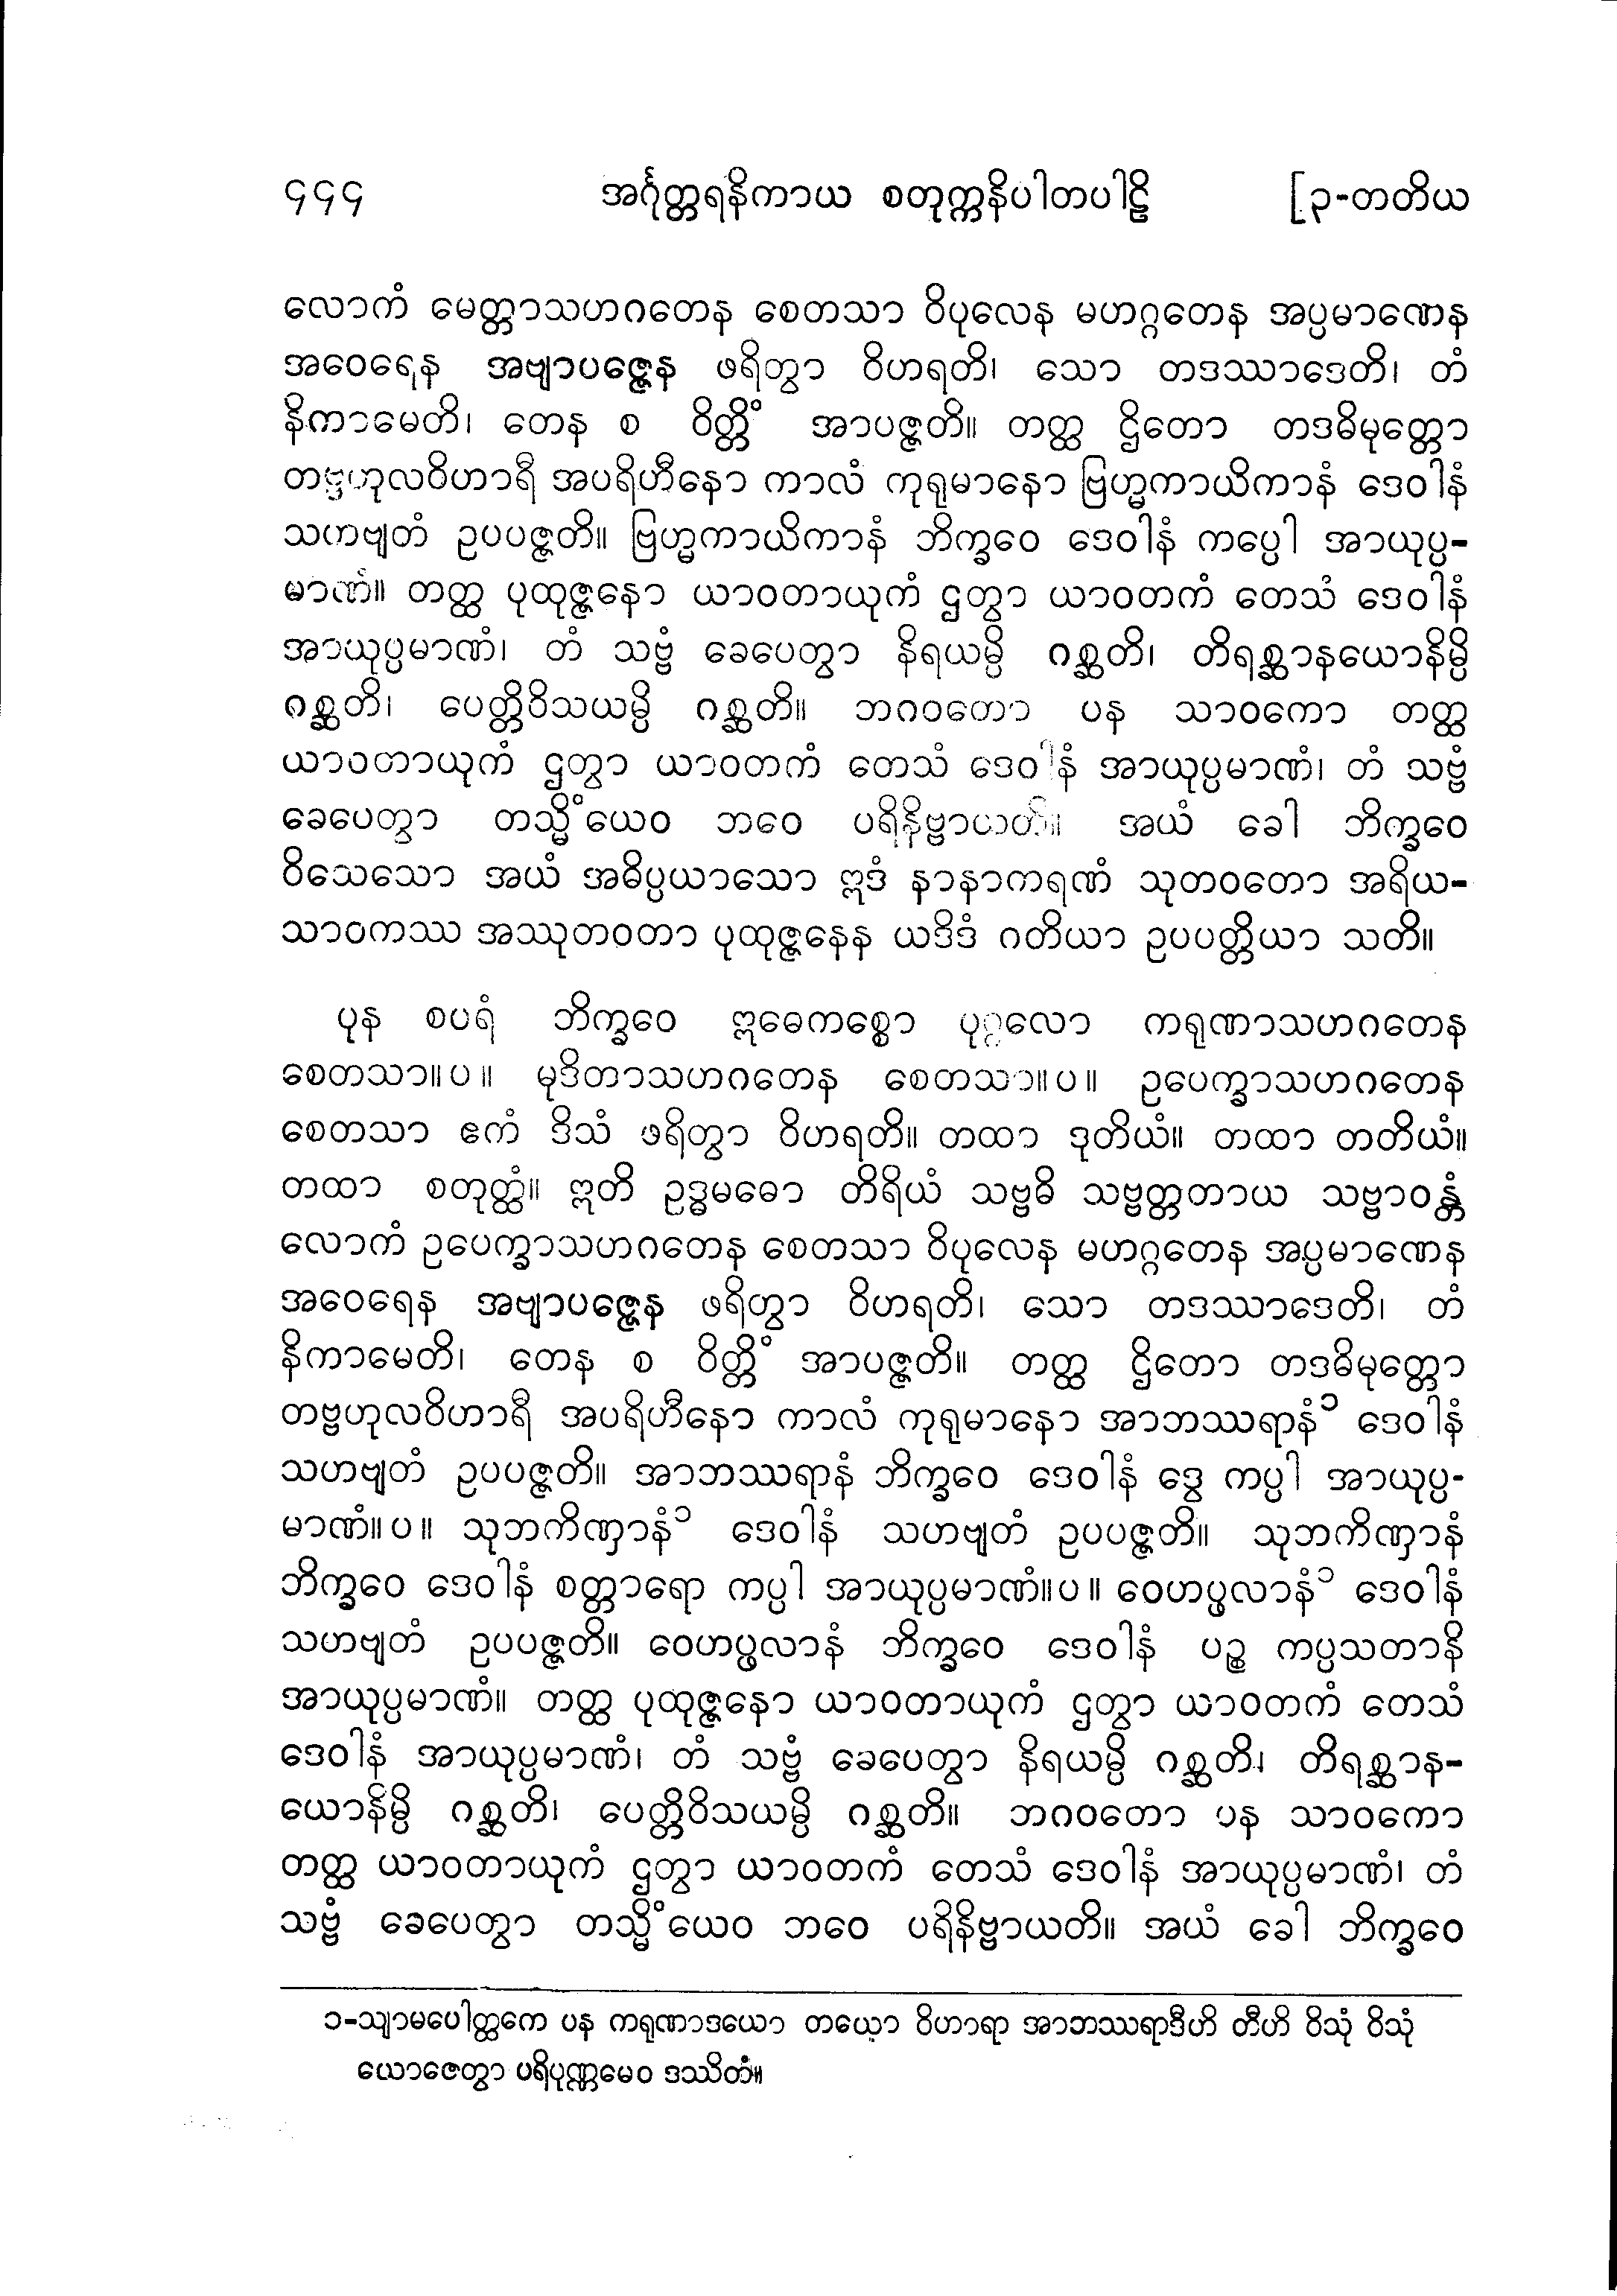 ၄၄၄ အင်္ဂုတ္တရနိကာယ စတုက္ကနိပါတပါဠိ [၃-တတိယ
လောကံ မေတ္တာသဟဂတေန စေတသာ ဝိပုလေန မဟဂ္ဂတေန အပ္ပမာဏေန
အဝေရေန အဗျာပဇ္ဇေန ဖရိတွာ ဝိဟရတိ၊ သော တဒဿာဒေတိ၊ တံ
နိကာမေတိ၊ တေန စ ဝိတ္တိံ အာပဇ္ဇတိ။ တတ္ထ ဌိတော တဒဓိမုတ္တော
တဗ္ဗဟုလဝိဟာရီ အပရိဟီနော ကာလံ ကုရုမာနော ဗြဟ္မကာယိကာနံ ဒေဝါနံ
သဟဗျတံ ဥပပဇ္ဇတိ။ ဗြဟ္မကာယိကာနံ ဘိက္ခဝေ ဒေဝါနံ ကပ္ပေါ အာယုပ္ပ-
မာဏံ။ တတ္ထ ပုထုဇ္ဇနော ယာဝတာယုကံ ဌတွာ ယာဝတကံ တေသံ ဒေဝါနံ
အာယုပ္ပမာဏံ၊ တံ သဗ္ဗံ ခေပေတွာ နိရယမ္ပိ ဂစ္ဆတိ၊ တိရစ္ဆာနယောနိမ္ပိ
ဂစ္ဆတိ၊ ပေတ္တိဝိသယမ္ပိ ဂစ္ဆတိ။ ဘဂဝတော ပန သာဝကော တတ္ထ
ယာဝတာယုကံ ဌတွာ ယာဝတကံ တေသံ ဒေဝါနံ အာယုပ္ပမာဏံ၊ တံ သဗ္ဗံ
ခေပေတွာ တသ္မိံယေဝ ဘဝေ ပရိနိဗ္ဗာယတိ။ အယံ ခေါ ဘိက္ခဝေ
ဝိသေသော အယံ အဓိပ္ပယာသော ဣဒံ နာနာကရဏံ သုတဝတော အရိယ-
သာဝကဿ အဿုတဝတာ ပုထုဇ္ဇနေန ယဒိဒံ ဂတိယာ ဥပပတ္တိယာ သတိ။
ပုန စပရံ ဘိက္ခဝေ ဣဓေကစ္စော ပုဂ္ဂလော ကရုဏာသဟဂတေန
စေတသာ။ပ။ မုဒိတာသဟဂတေန စေတသာ။ပ။ ဥပေက္ခာသဟဂတေန
စေတသာ ဧကံ ဒိသံ ဖရိတွာ ဝိဟရတိ။ တထာ ဒုတိယံ။ တထာ တတိယံ။
တထာ စတုတ္ထံ။ ဣတိ ဥဒ္ဓမဓော တိရိယံ သဗ္ဗဓိ သဗ္ဗတ္တတာယ သဗ္ဗာဝန္တံ
လောကံ ဥပေက္ခာသဟဂတေန စေတသာ ဝိပုလေန မဟဂ္ဂတေန အပ္ပမာဏေန
အဝေရေန အဗျာပဇ္ဇေန ဖရိတွာ ဝိဟရတိ၊ သော တဒဿာဒေတိ၊ တံ
နိကာမေတိ၊ တေန စ ဝိတ္တိံ အာပဇ္ဇတိ။ တတ္ထ ဌိတော တဒဓိမုတ္တော
တဗ္ဗဟုလဝိဟာရီ အပရိဟီနော ကာလံ ကုရုမာနော အာဘဿရာနံ၁ ဒေဝါနံ
သဟဗျတံ ဥပပဇ္ဇတိ။ အာဘဿရာနံ ဘိက္ခဝေ ဒေဝါနံ ဒွေ ကပ္ပါ အာယုပ္ပ-
မာဏံ။ပ။ သုဘကိဏှာနံ၁ ဒေဝါနံ သဟဗျတံ ဥပပဇ္ဇတိ။ သုဘကိဏှာနံ
ဘိက္ခဝေ ဒေဝါနံ စတ္တာရော ကပ္ပါ အာယုပ္ပမာဏံ။ပ။ ဝေဟပ္ဖလာနံ၁ ဒေဝါနံ
သဟဗျတံ ဥပပဇ္ဇတိ။ ဝေဟပ္ဖလာနံ ဘိက္ခဝေ ဒေဝါနံ ပဉ္စ ကပ္ပသတာနိ
အာယုပ္ပမာဏံ။ တတ္ထ ပုထုဇ္ဇနော ယာဝတာယုကံ ဌတွာ ယာဝတကံ တေသံ
ဒေဝါနံ အာယုပ္ပမာဏံ၊ တံ သဗ္ဗံ ခေပေတွာ နိရယမ္ပိ ဂစ္ဆတိ၊ တိရစ္ဆာန-
ယောနိမ္ပိ ဂစ္ဆတိ၊ ပေတ္တိဝိသယမ္ပိ ဂစ္ဆတိ။ ဘဂဝတော ပန သာဝကော
တတ္ထ ယာဝတာယုကံ ဌတွာ ယာဝတကံ တေသံ ဒေဝါနံ အာယုပ္ပမာဏံ၊ တံ
သဗ္ဗံ ခေပေတွာ တသ္မိံယေဝ ဘဝေ ပရိနိဗ္ဗာယတိ။ အယံ ခေါ ဘိက္ခဝေ
၁-သျာမပေါတ္ထကေ ပန ကရုဏာဒယော တယော ဝိဟာရာ အာဘဿရာဒီဟိ တီဟိ ဝိသုံ ဝိသုံ
ယောဇေတွာ ပရိပုဏ္ဏမေဝ ဒဿိတံ။